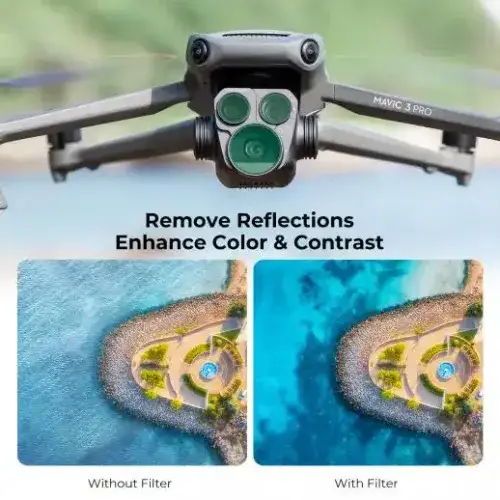 MAVIC 3 PRO
Remove Reflections
Enhance Color & Contrast
Without Filter
With Filter